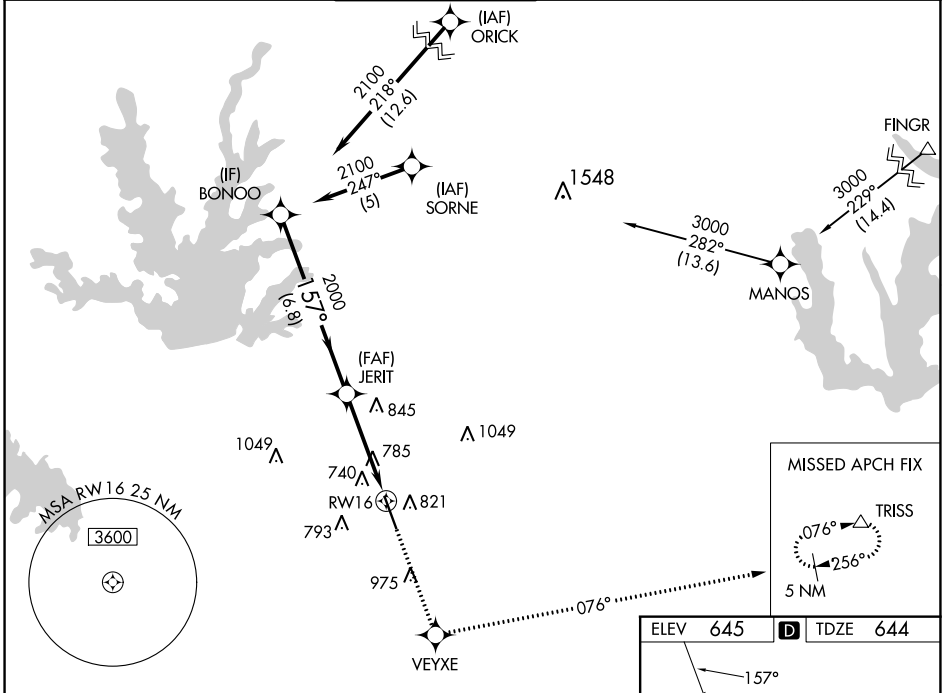 (IAF)
ORICK
2100
218°
(12.6)
FINGR
3000
229°
(14.4)
2100
247°
(5)
(IAF)
SORNE
(IF)
BONOO
1548
3000
282°
(13.6)
MANOS
2000
157°
(6.8)
(FAF)
JERIT
845
1049
1049
785
740
RW16
821
793
975
MSA RW16 25 NM
3600
MISSED APCH FIX
TRISS
076°
256°
5 NM
076°
VEYXE
ELEV 645 D TDZE 644
157°